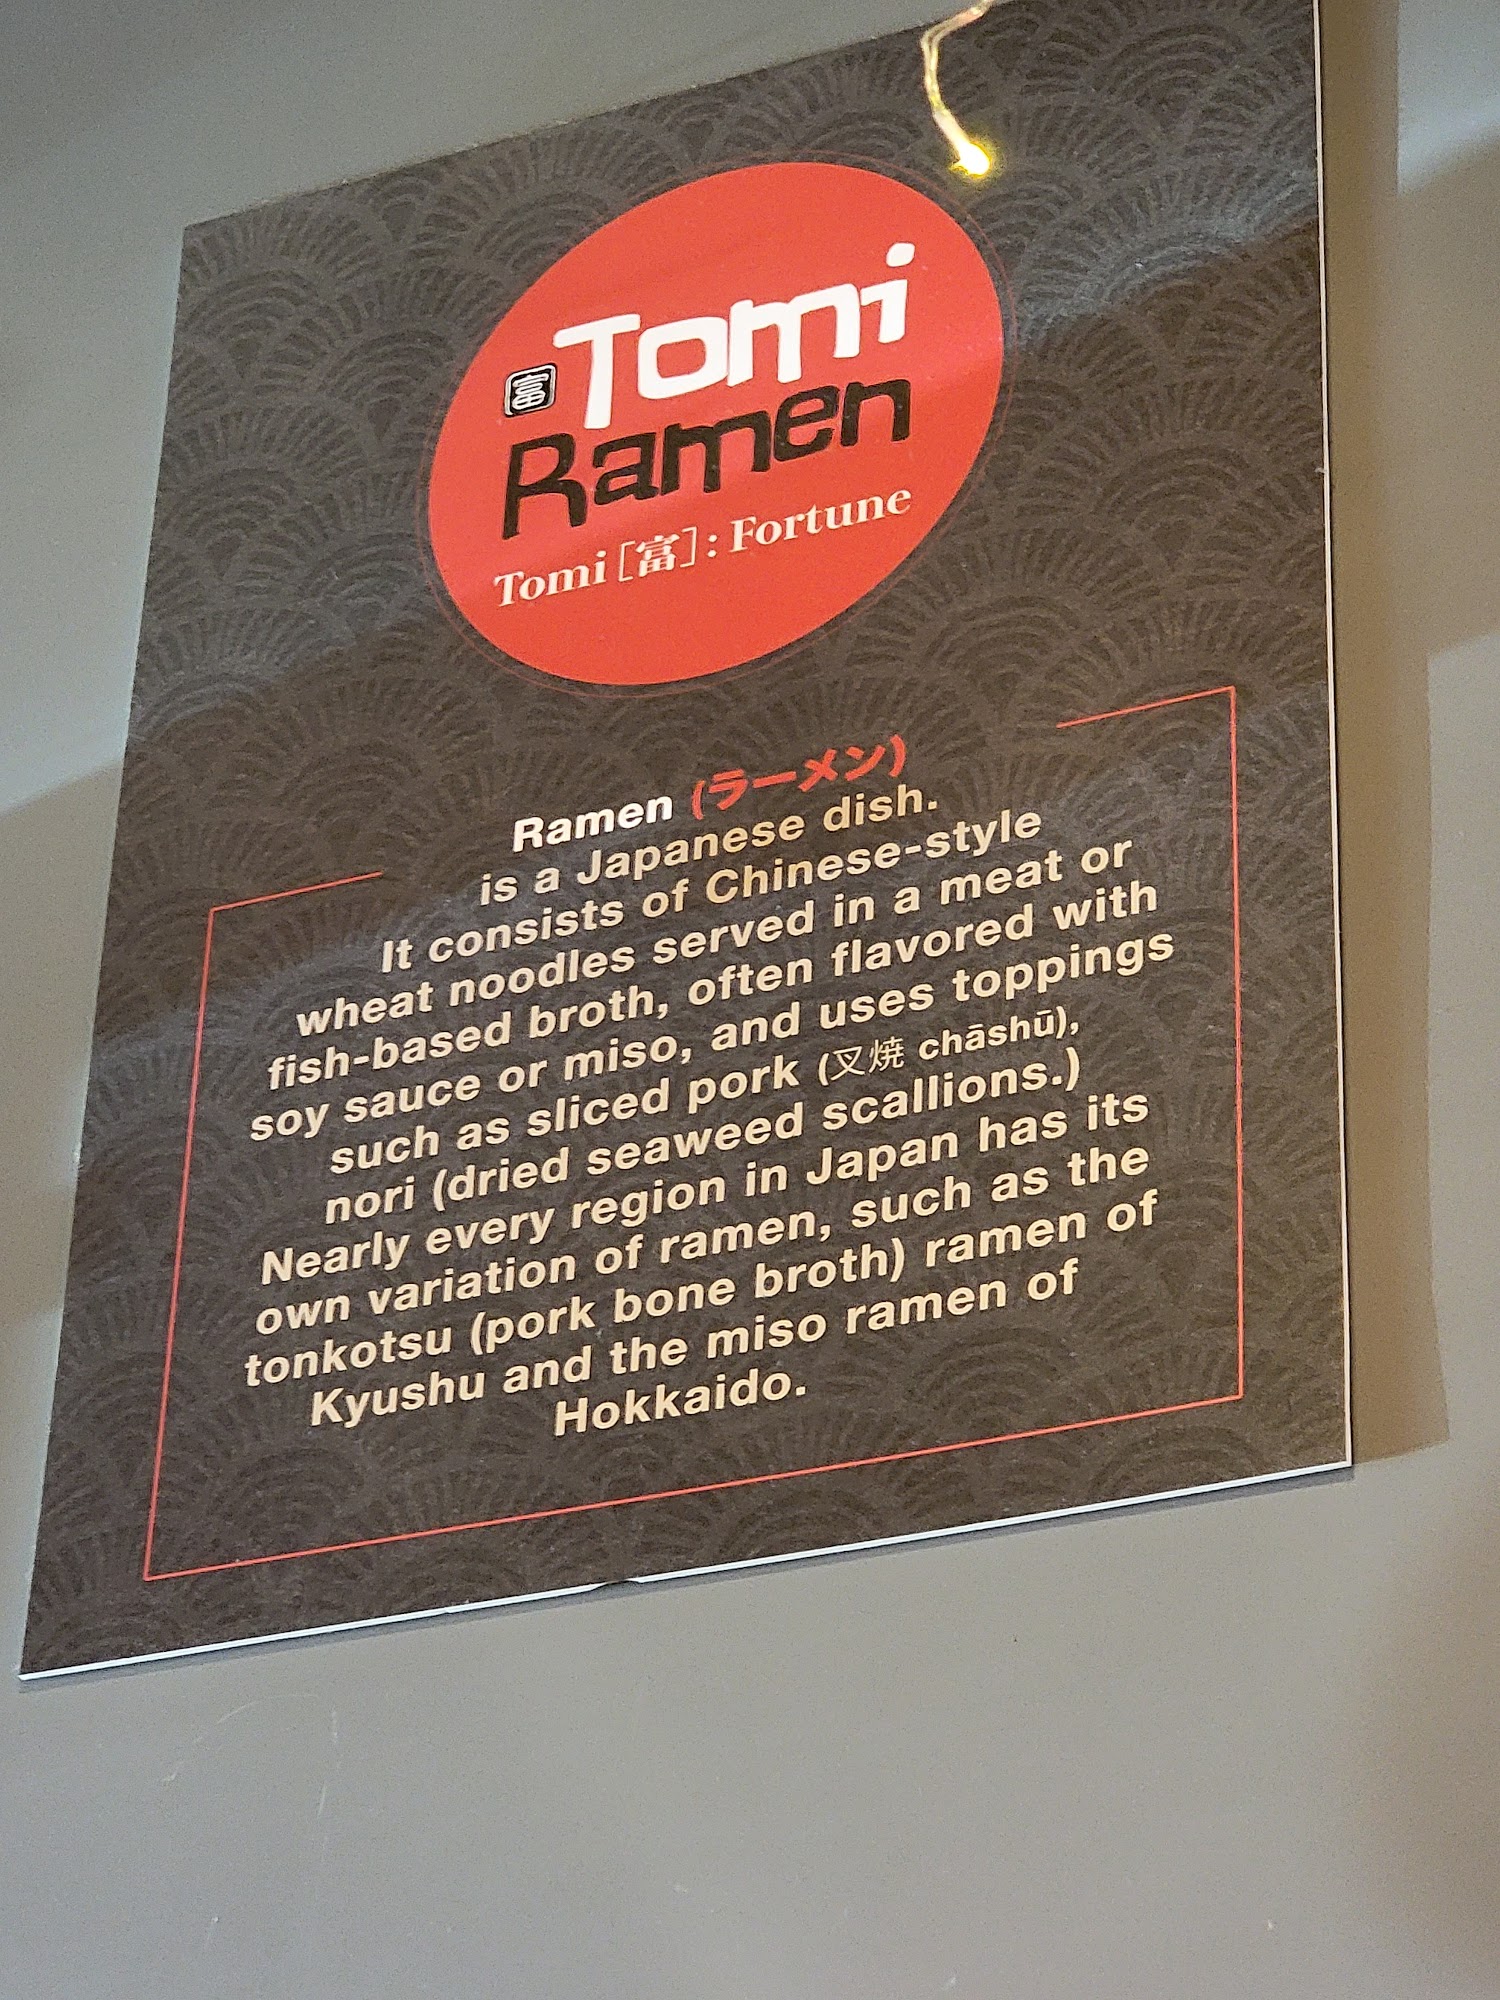 富 Tomi
Ramen
Tomi [富]: Fortune
Ramen (ラーメン)
is a Japanese dish.
It consists of Chinese-style
wheat noodles served in a meat or
fish-based broth, often flavored with
soy sauce or miso, and uses toppings
such as sliced pork (叉焼 chāshū),
nori (dried seaweed scallions.)
Nearly every region in Japan has its
own variation of ramen, such as the
tonkotsu (pork bone broth) ramen of
Kyushu and the miso ramen of
Hokkaido.